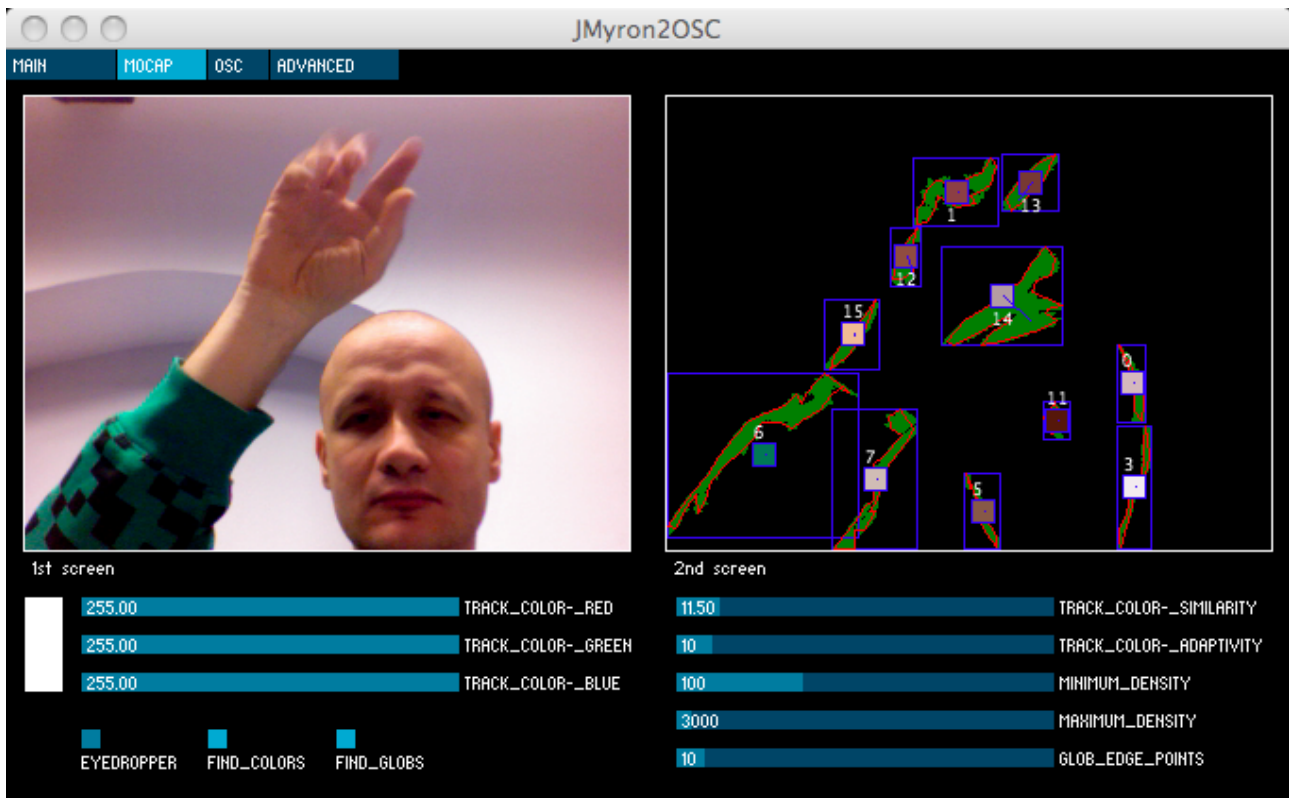 JMyron2OSC
MAIN MOCAP OSC ADVANCED
1
13
12
15
14
0
11
6
7
3
5
1st screen
2nd screen
255.00 TRACK_COLOR-_RED
255.00 TRACK_COLOR-_GREEN
255.00 TRACK_COLOR-_BLUE
EYEDROPPER FIND_COLORS FIND_GLOBS
11.50 TRACK_COLOR-_SIMILARITY
10 TRACK_COLOR-_ADAPTIVITY
100 MINIMUM_DENSITY
3000 MAXIMUM_DENSITY
10 GLOB_EDGE_POINTS